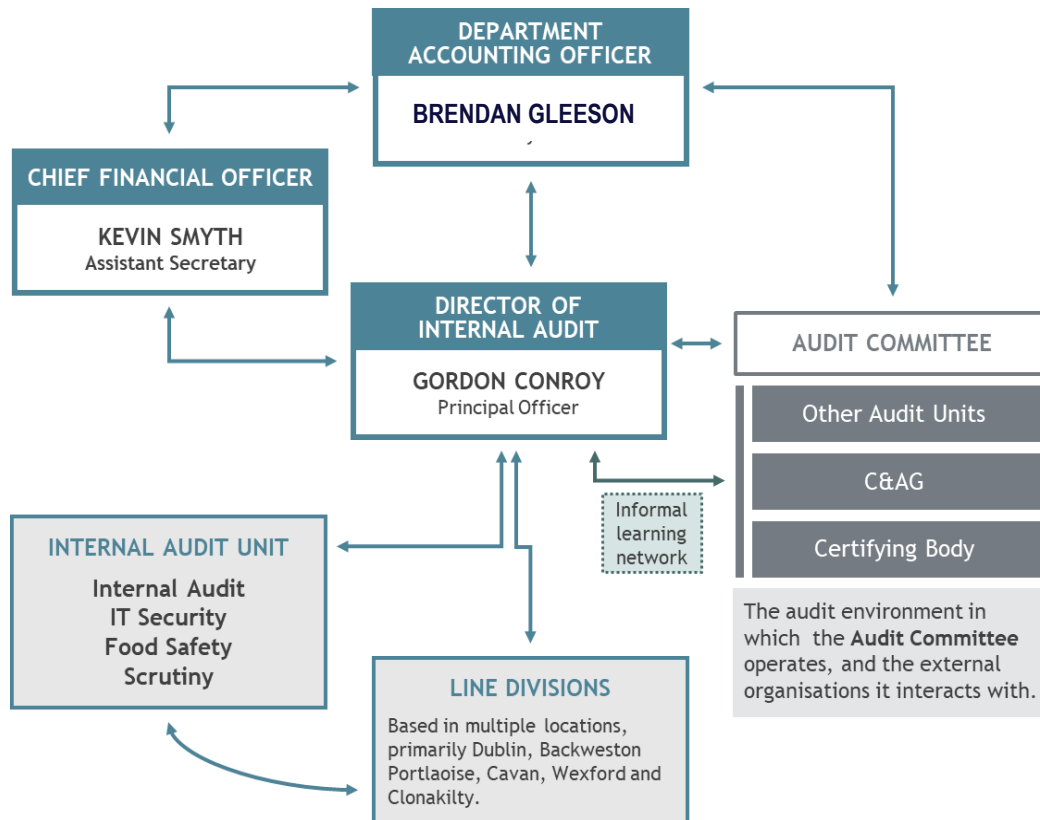 DEPARTMENT
ACCOUNTING OFFICER
BRENDAN GLEESON
CHIEF FINANCIAL OFFICER
KEVIN SMYTH
Assistant Secretary
DIRECTOR OF
INTERNAL AUDIT
GORDON CONROY
Principal Officer
AUDIT COMMITTEE
Other Audit Units
C&AG
Certifying Body
The audit environment in
which the Audit Committee
operates, and the external
organisations it interacts with.
Informal
learning
network
INTERNAL AUDIT UNIT
Internal Audit
IT Security
Food Safety
Scrutiny
LINE DIVISIONS
Based in multiple locations,
primarily Dublin, Backweston
Portlaoise, Cavan, Wexford and
Clonakilty.